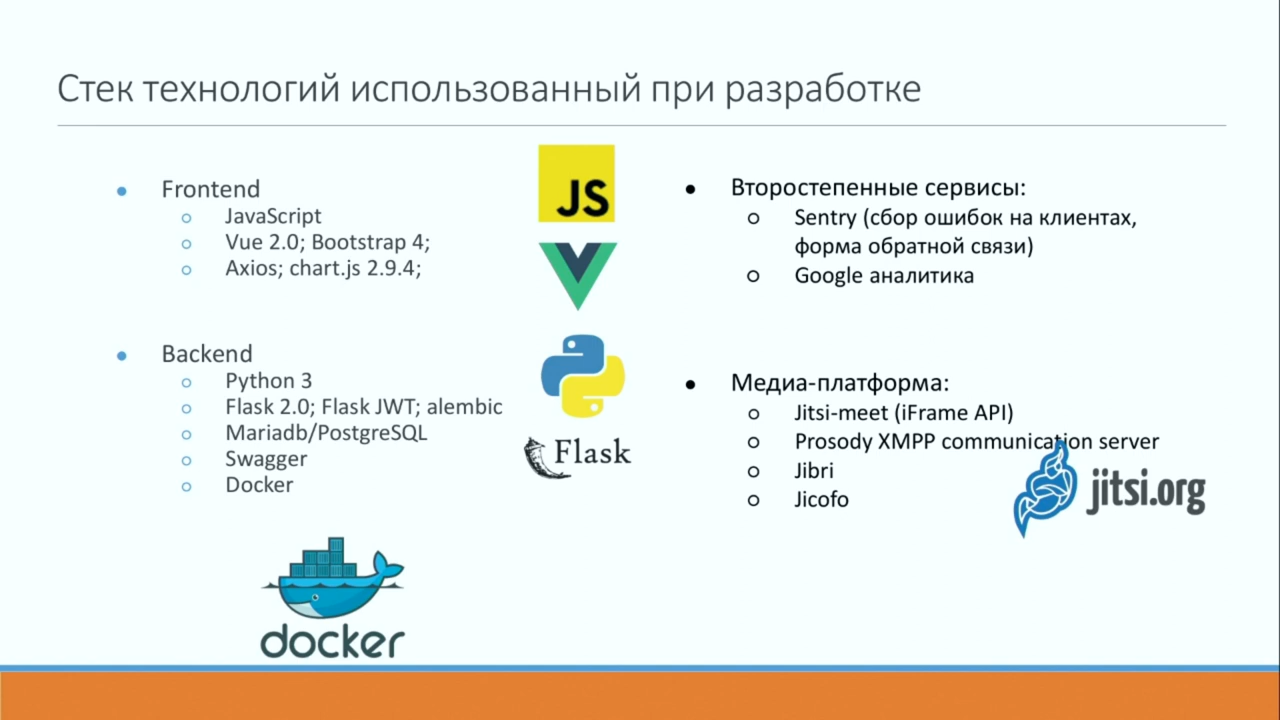 Стек технологий использованный при разработке
Frontend
JavaScript
Vue 2.0; Bootstrap 4;
Axios; chart.js 2.9.4;
Backend
Python 3
Flask 2.0; Flask JWT; alembic
Mariadb/PostgreSQL
Swagger
Docker
JS
Flask
docker
Второстепенные сервисы:
Sentry (сбор ошибок на клиентах,
форма обратной связи)
Google аналитика
Медиа-платформа:
Jitsi-meet (iFrame API)
Prosody XMPP communication server
Jibri
Jicofo
jitsi.org